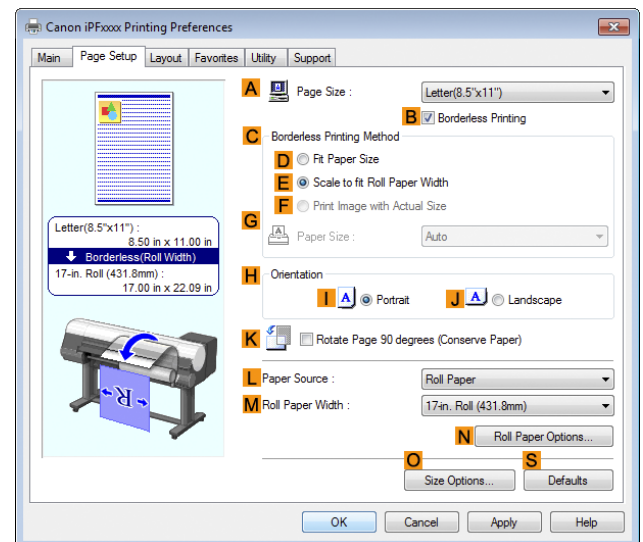 Canon iPFxxxx Printing Preferences
Main Page Setup Layout Favorites Utility Support
A Page Size : Letter(8.5"x11")
B Borderless Printing
C Borderless Printing Method
D Fit Paper Size
E Scale to fit Roll Paper Width
F Print Image with Actual Size
G Paper Size : Auto
Letter(8.5"x11") :
8.50 in x 11.00 in
Borderless(Roll Width)
17-in. Roll (431.8mm) :
17.00 in x 22.09 in
H Orientation
I A Portrait J A Landscape
K Rotate Page 90 degrees (Conserve Paper)
R
L Paper Source : Roll Paper
M Roll Paper Width : 17-in. Roll (431.8mm)
N Roll Paper Options...
O S
Size Options... Defaults
OK Cancel Apply Help